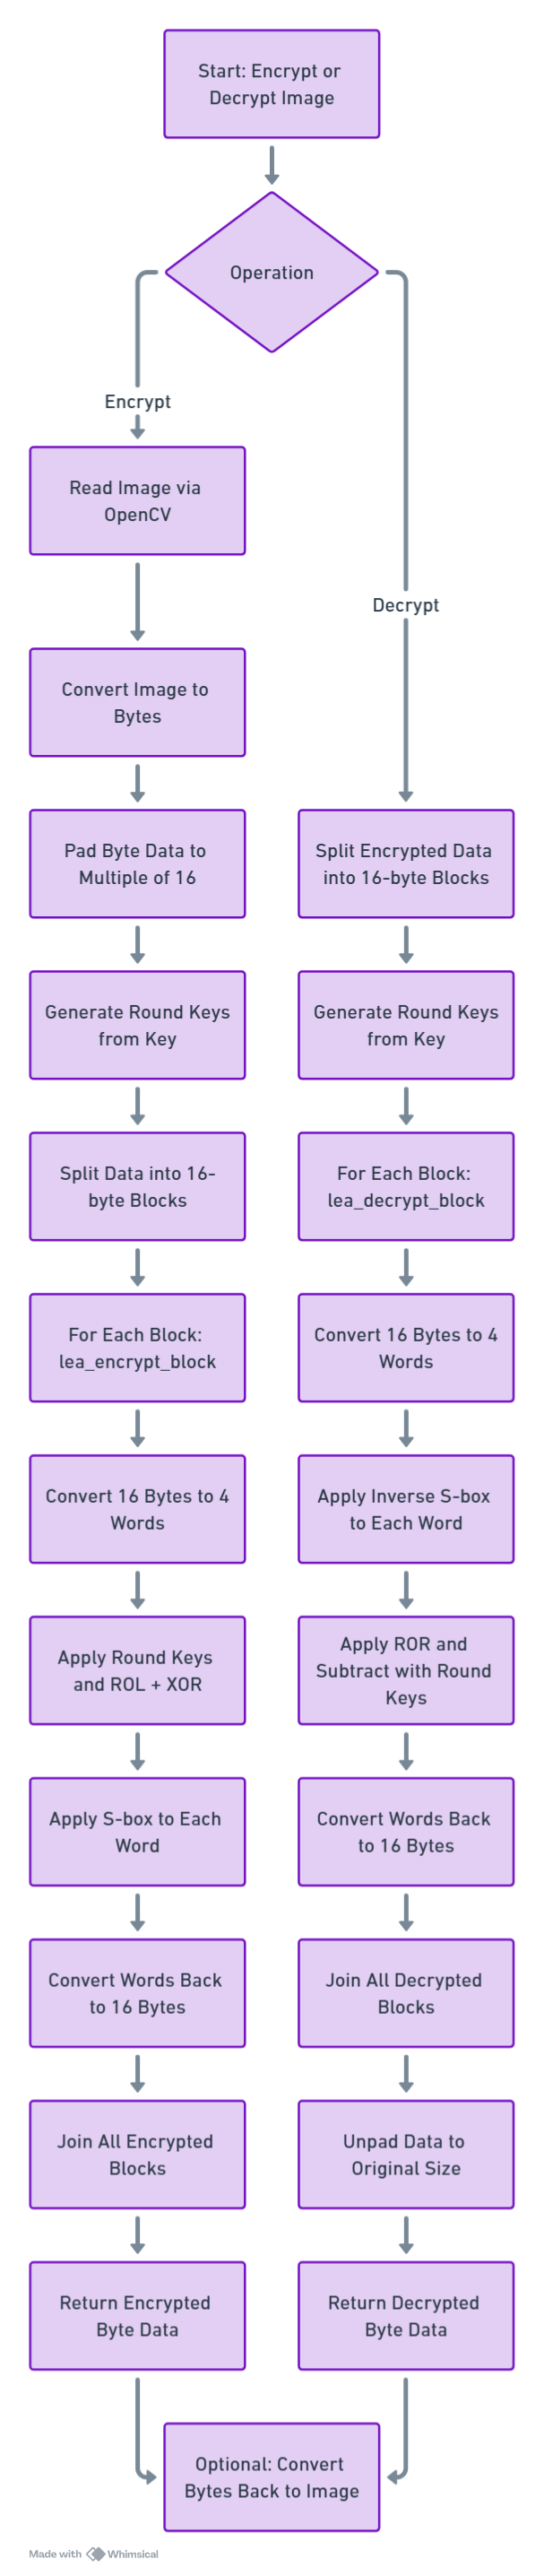 Start: Encrypt or
Decrypt Image
Operation
Encrypt
Read Image via
OpenCV
Convert Image to
Bytes
Pad Byte Data to
Multiple of 16
Generate Round Keys
from Key
Split Data into 16-
byte Blocks
For Each Block:
lea_encrypt_block
Convert 16 Bytes to 4
Words
Apply Round Keys
and ROL + XOR
Apply S-box to Each
Word
Convert Words Back
to 16 Bytes
Join All Encrypted
Blocks
Return Encrypted
Byte Data
Decrypt
Split Encrypted Data
into 16-byte Blocks
Generate Round Keys
from Key
For Each Block:
lea_decrypt_block
Convert 16 Bytes to 4
Words
Apply Inverse S-box
to Each Word
Apply ROR and
Subtract with Round
Keys
Convert Words Back
to 16 Bytes
Join All Decrypted
Blocks
Unpad Data to
Original Size
Return Decrypted
Byte Data
Optional: Convert
Bytes Back to Image
Made with Whimsical